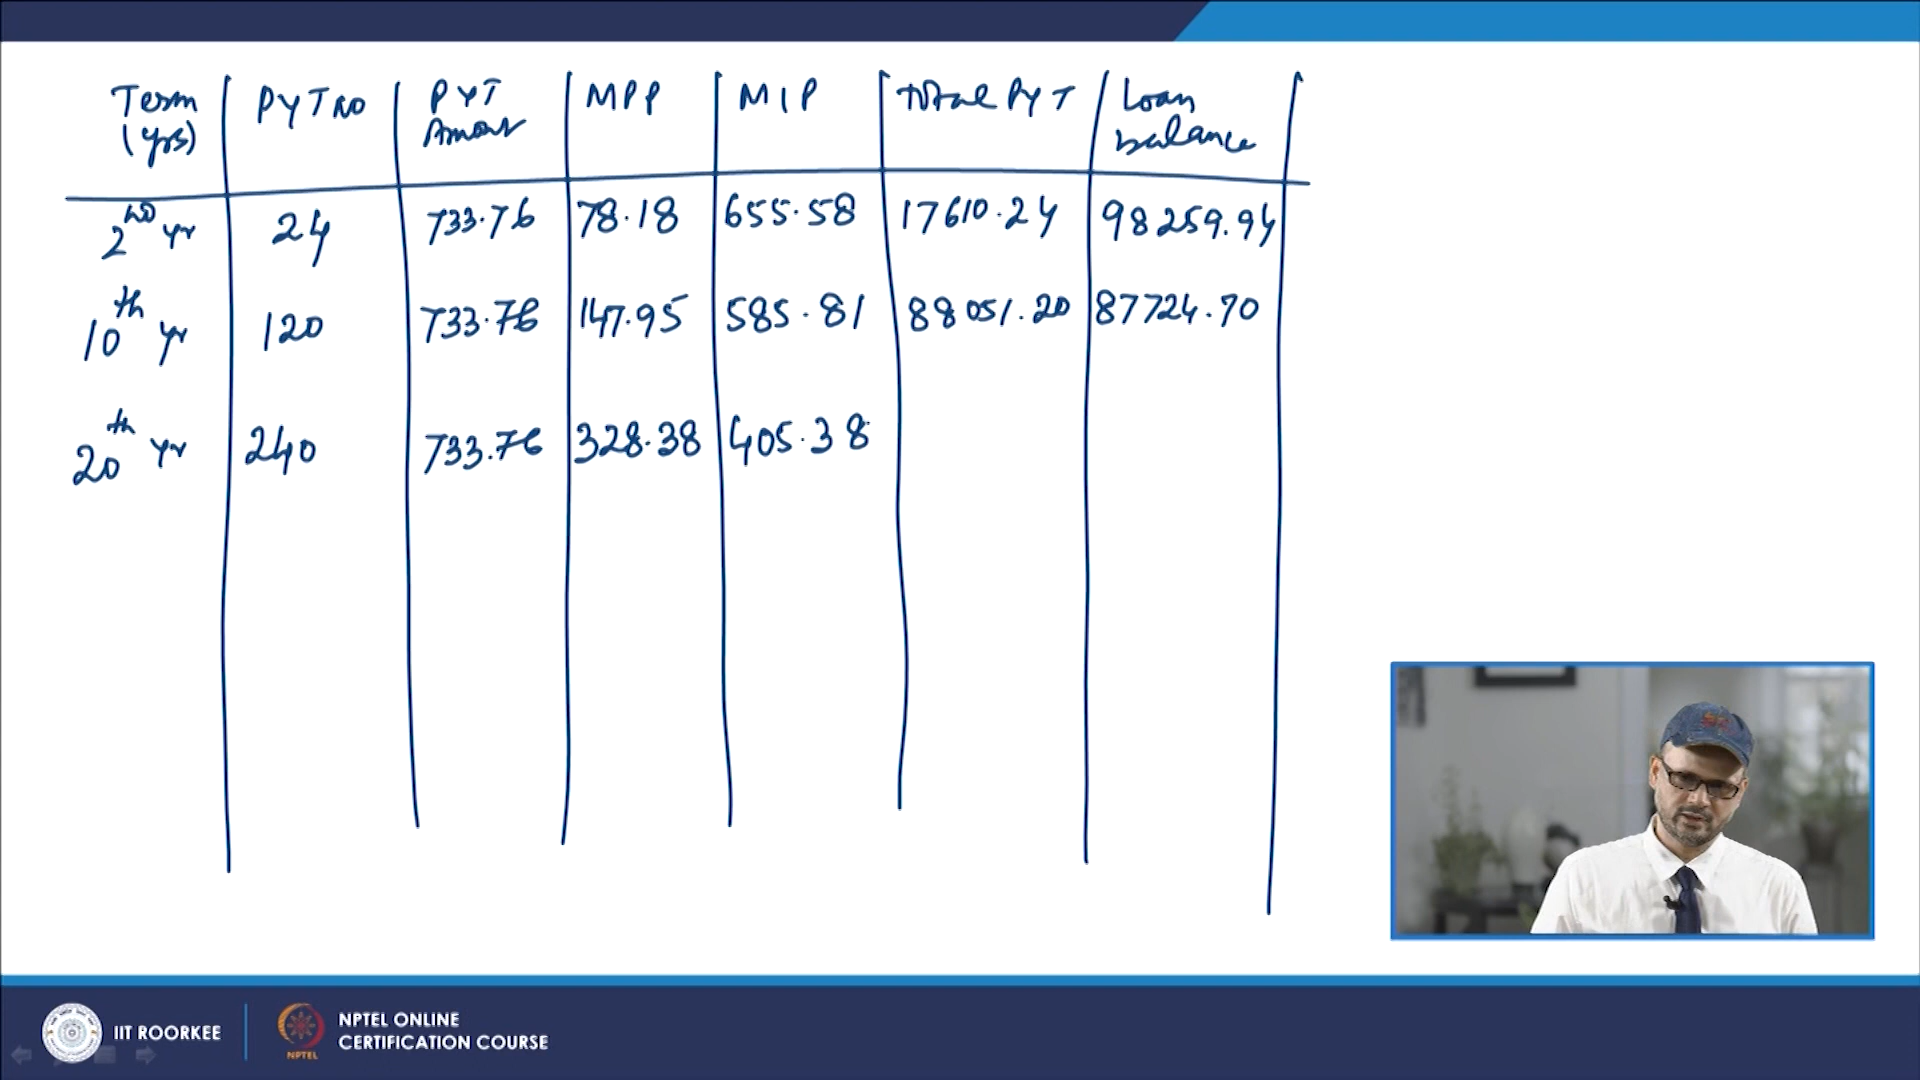 Term (yrs) PYT NO PYT Amount MPP MIP Total PYT Loan balance
2nd yr 24 733.76 78.18 655.58 17610.24 98259.94
10th yr 120 733.76 147.95 585.81 88051.20 87724.70
20th yr 240 733.76 328.38 405.38
IIT ROORKEE
NPTEL
NPTEL ONLINE
CERTIFICATION COURSE